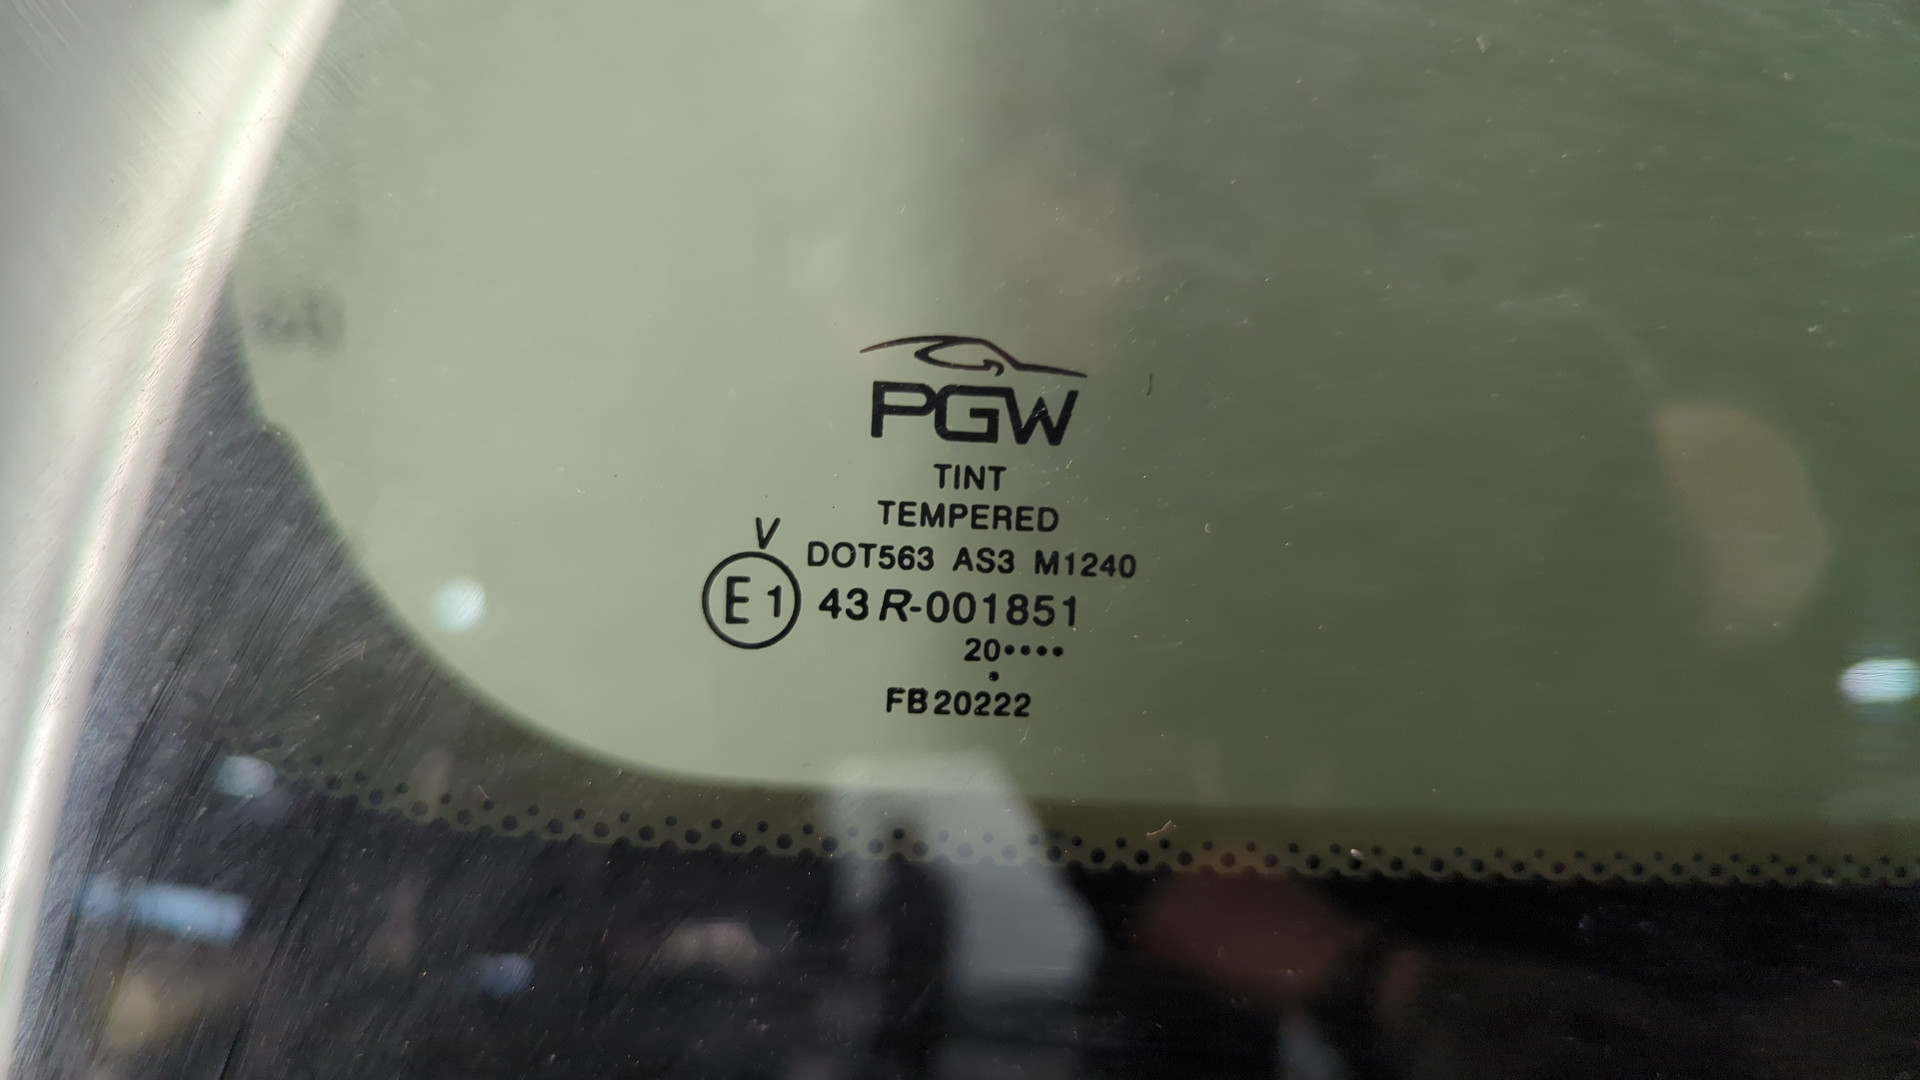 PGW
TINT
TEMPERED
V
DOT563 AS3 M1240
E1 43R-001851
20••••
•
FB20222